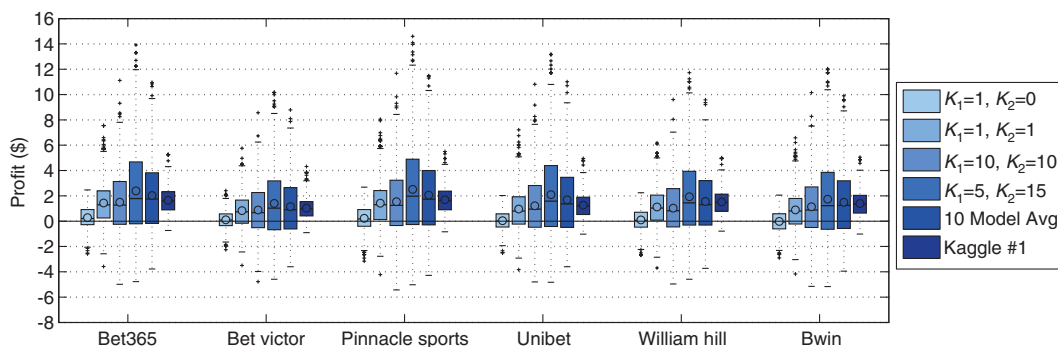 Profit ($)
16
14
12
10
8
6
4
2
0
-2
-4
-6
-8
Bet365 Bet victor Pinnacle sports Unibet William hill Bwin
K₁=1, K₂=0
K₁=1, K₂=1
K₁=10, K₂=10
K₁=5, K₂=15
10 Model Avg
Kaggle #1